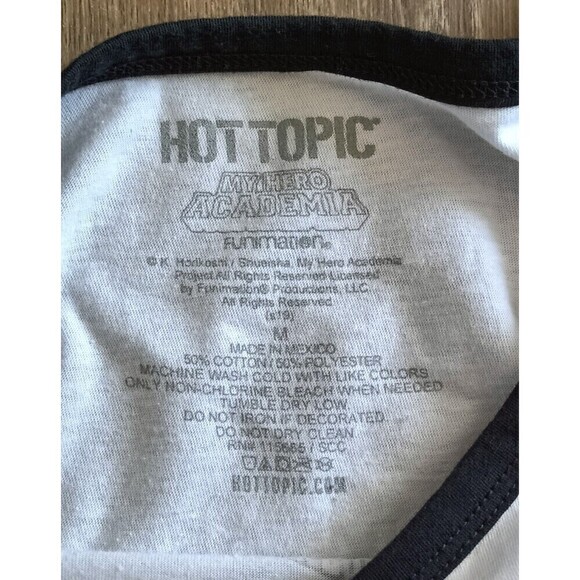 HOT TOPIC®
MY HERO
ACADEMIA
FUNIMATION®
© K. Horikoshi / Shueisha, My Hero Academia
Project All Rights Reserved Licensed
by Funimation® Productions, LLC
All Rights Reserved
(s19)
M
MADE IN MEXICO
50% COTTON / 50% POLYESTER
MACHINE WASH COLD WITH LIKE COLORS
ONLY NON-CHLORINE BLEACH WHEN NEEDED
TUMBLE DRY LOW
DO NOT IRON IF DECORATED
DO NOT DRY CLEAN
RN# 115665 / SCC
HOTTOPIC.COM